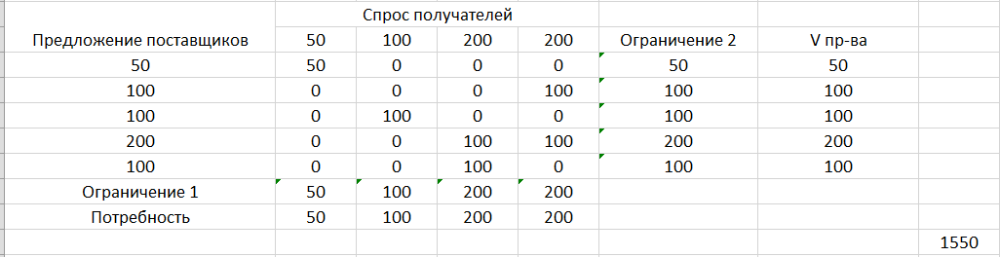 Спрос получателей
Предложение поставщиков 50 100 200 200 Ограничение 2 V пр-ва
50 50 0 0 0 50 50
100 0 0 0 100 100 100
100 0 100 0 0 100 100
200 0 0 100 100 200 200
100 0 0 100 0 100 100
Ограничение 1 50 100 200 200
Потребность 50 100 200 200
1550